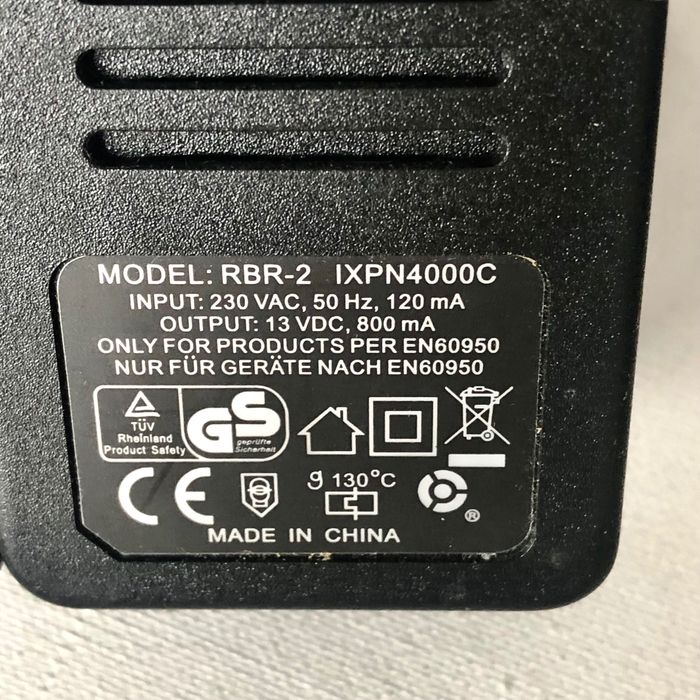 MODEL: RBR-2 IXPN4000C
INPUT: 230 VAC, 50 Hz, 120 mA
OUTPUT: 13 VDC, 800 mA
ONLY FOR PRODUCTS PER EN60950
NUR FÜR GERÄTE NACH EN60950
TÜV
Rheinland
Product Safety
GS
geprüfte
Sicherheit
CE
ϑ 130°C
®
MADE IN CHINA